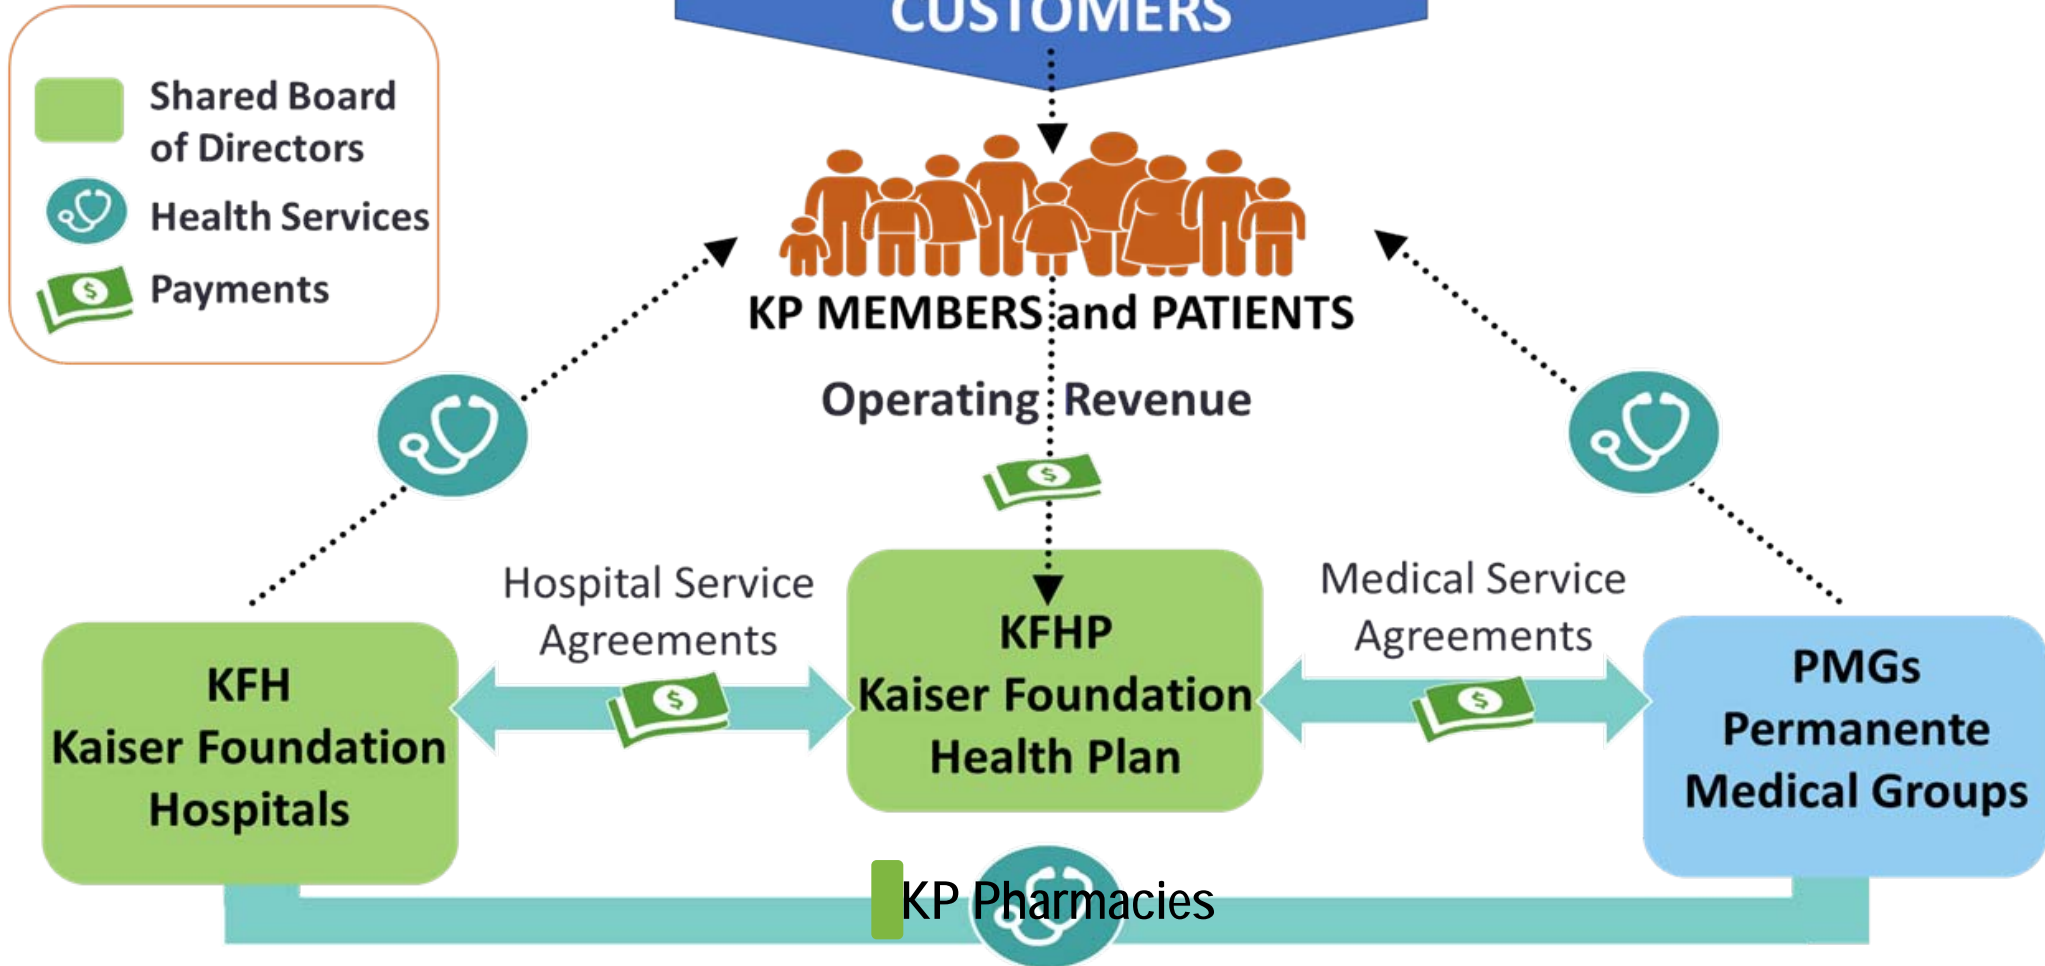 CUSTOMERS
Shared Board
of Directors
Health Services
Payments
KP MEMBERS and PATIENTS
Operating Revenue
Hospital Service
Agreements
Medical Service
Agreements
KFH
Kaiser Foundation
Hospitals
KFHP
Kaiser Foundation
Health Plan
PMGs
Permanente
Medical Groups
KP Pharmacies